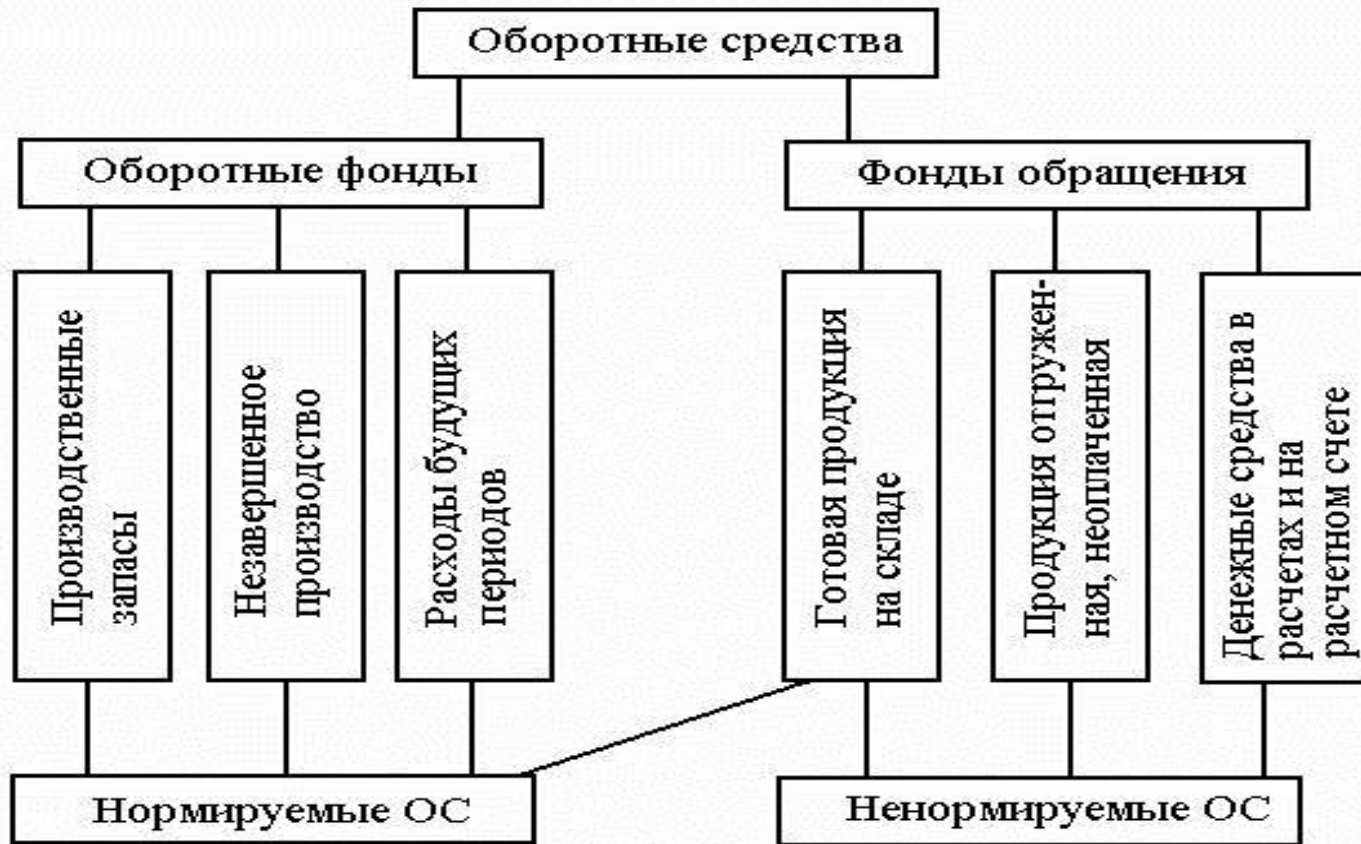 Оборотные средства
Оборотные фонды
Фонды обращения
Производственные
запасы
Незавершенное
производство
Расходы будущих
периодов
Готовая продукция
на складе
Продукция отгружен-
ная, неоплаченная
Денежные средства в
расчетах и на
расчетном счете
Нормируемые ОС
Ненормируемые ОС